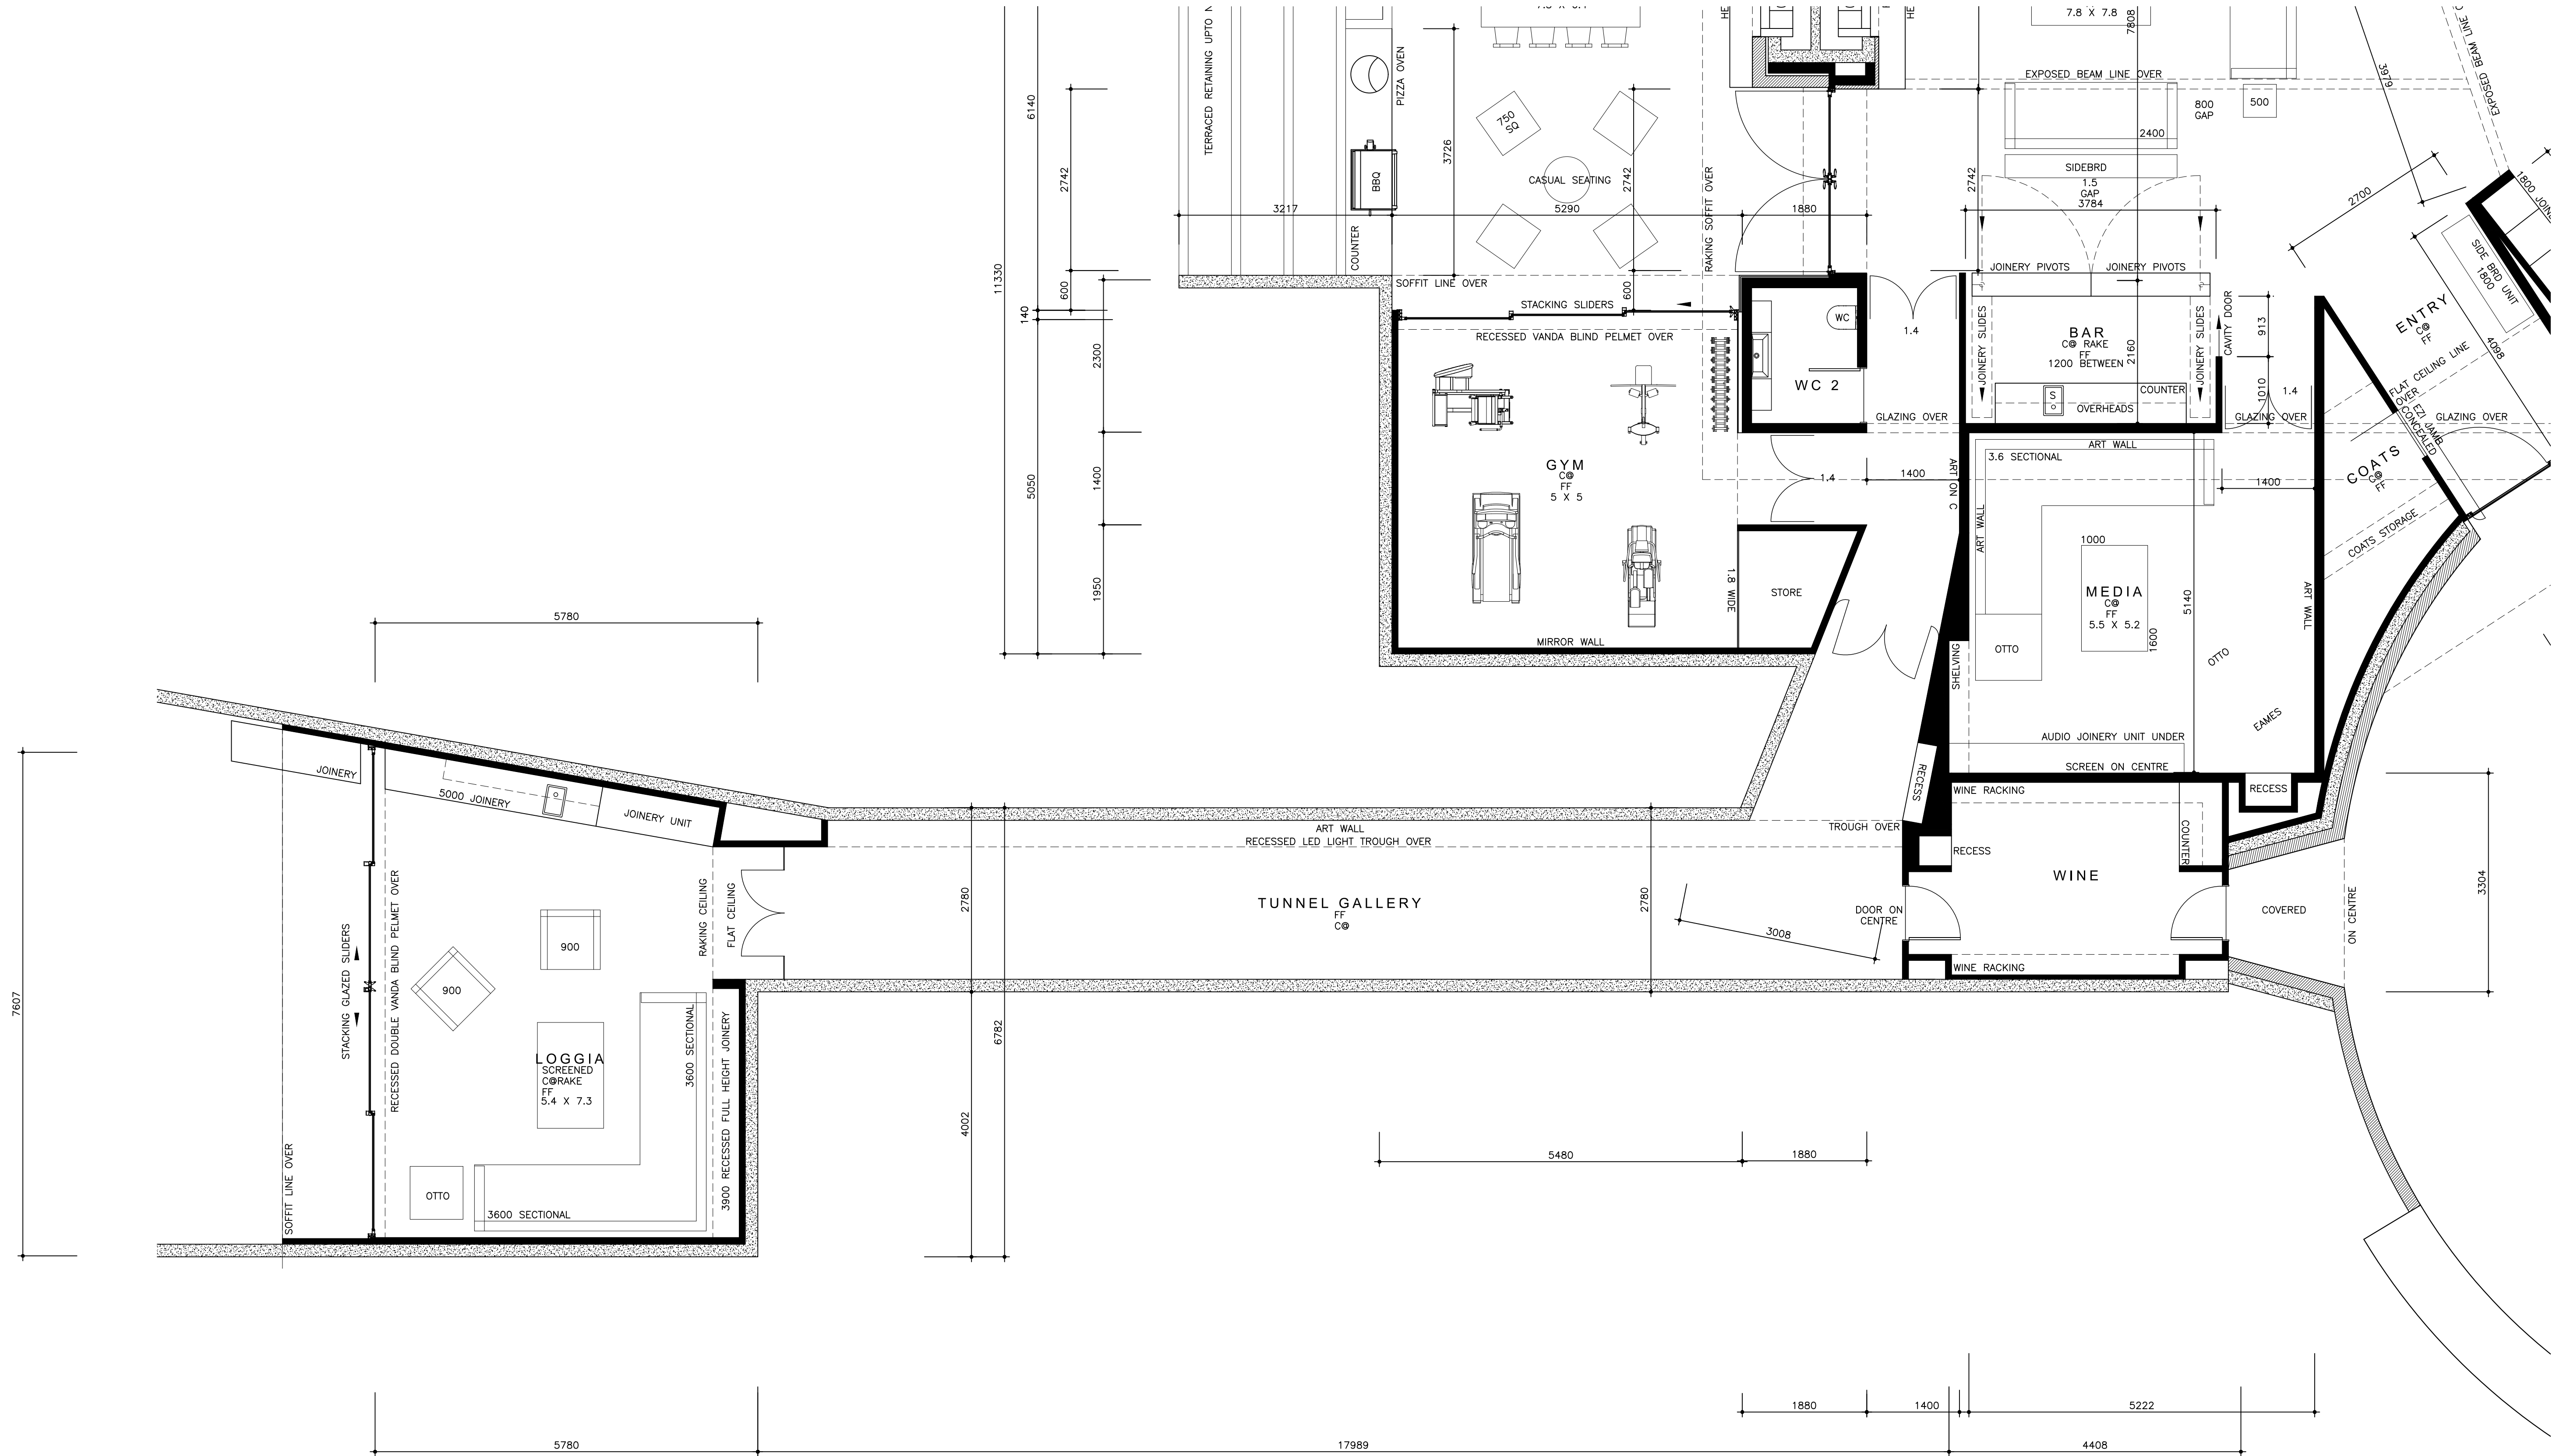 7.8 X 7.8
7808
TERRACED RETAINING UPTO
PIZZA OVEN
EXPOSED BEAM LINE OVER
EXPOSED BEAM LINE
3979
6140
11330
2742
600
140
3726
750
SQ
BBQ
CASUAL SEATING
2742
RAKING SOFFIT OVER
2742
800
GAP
500
2400
SIDEBRD
1.5
GAP
3784
2700
1800
3217
5290
1880
COUNTER
SOFFIT LINE OVER
STACKING SLIDERS
600
RECESSED VANDA BLIND PELMET OVER
WC
WC 2
1.4
JOINERY PIVOTS
JOINERY PIVOTS
JOINERY SLIDES
BAR
C@ RAKE
FF
1200 BETWEEN
2160
JOINERY SLIDES
CAVITY DOOR
913
1010
1.4
S
COUNTER
OVERHEADS
GLAZING OVER
GLAZING OVER
GLAZING OVER
ENTRY
C@
FF
SIDE BRD UNIT
1800
4098
FLAT CEILING LINE
OVER
EZI JAMB
CONCEALED
COATS
C@
FF
COATS STORAGE
2300
1400
5050
1950
GYM
C@
FF
5 X 5
1.4
1400
ART ON C
ART WALL
3.6 SECTIONAL
ART WALL
1400
1000
MEDIA
C@
FF
5.5 X 5.2
1600
5140
ART WALL
OTTO
OTTO
EAMES
SHELVING
1.8 WIDE
STORE
MIRROR WALL
AUDIO JOINERY UNIT UNDER
SCREEN ON CENTRE
5780
7607
JOINERY
5000 JOINERY
JOINERY UNIT
RECESS
WINE RACKING
RECESS
COUNTER
ART WALL
RECESSED LED LIGHT TROUGH OVER
TROUGH OVER
RECESS
WINE
STACKING GLAZED SLIDERS
RECESSED DOUBLE VANDA BLIND PELMET OVER
RAKING CEILING
FLAT CEILING
2780
6782
TUNNEL GALLERY
FF
C@
2780
3008
DOOR ON
CENTRE
COVERED
ON CENTRE
3304
WINE RACKING
900
900
LOGGIA
SCREENED
C@RAKE
FF
5.4 X 7.3
3600 SECTIONAL
3900 RECESSED FULL HEIGHT JOINERY
4002
OTTO
3600 SECTIONAL
SOFFIT LINE OVER
5480
1880
1880
1400
5222
5780
17989
4408